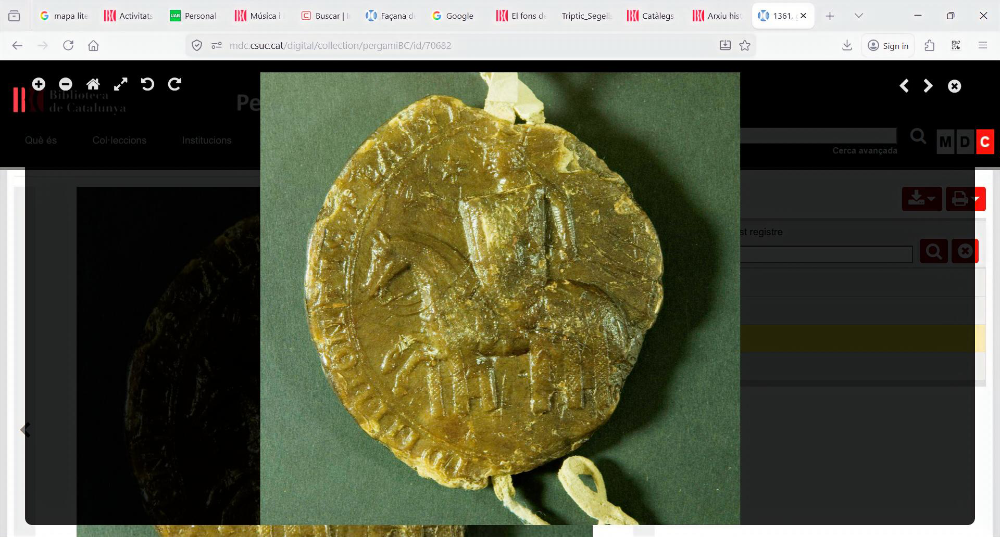 mapa lite
Activitats
UAB
Personal
Música i
Buscar | I
Façana d
Google
El fons de
Triptic_Segells
Catàlegs
Arxiu hist
1361,
mdc.csuc.cat/digital/collection/pergamiBC/id/70682
Sign in
Biblioteca
de Catalunya
Pe
Què és
Col·leccions
Institucions
Cerca avançada
M D C
st registre